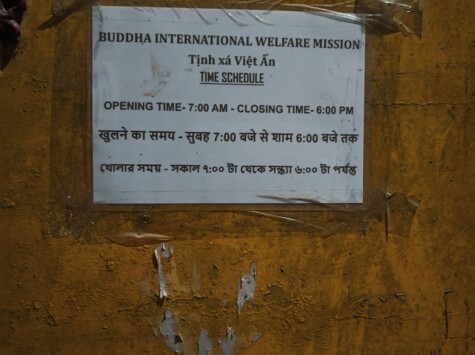 BUDDHA INTERNATIONAL WELFARE MISSION
Tịnh xá Việt Ấn
TIME SCHEDULE
OPENING TIME- 7:00 AM - CLOSING TIME- 6:00 PM
खुलने का समय - सुबह 7:00 बजे से शाम 6:00 बजे तक
খোলার সময় - সকাল ৭:০০ টা থেকে সন্ধ্যা ৬:০০ টা পর্যন্ত